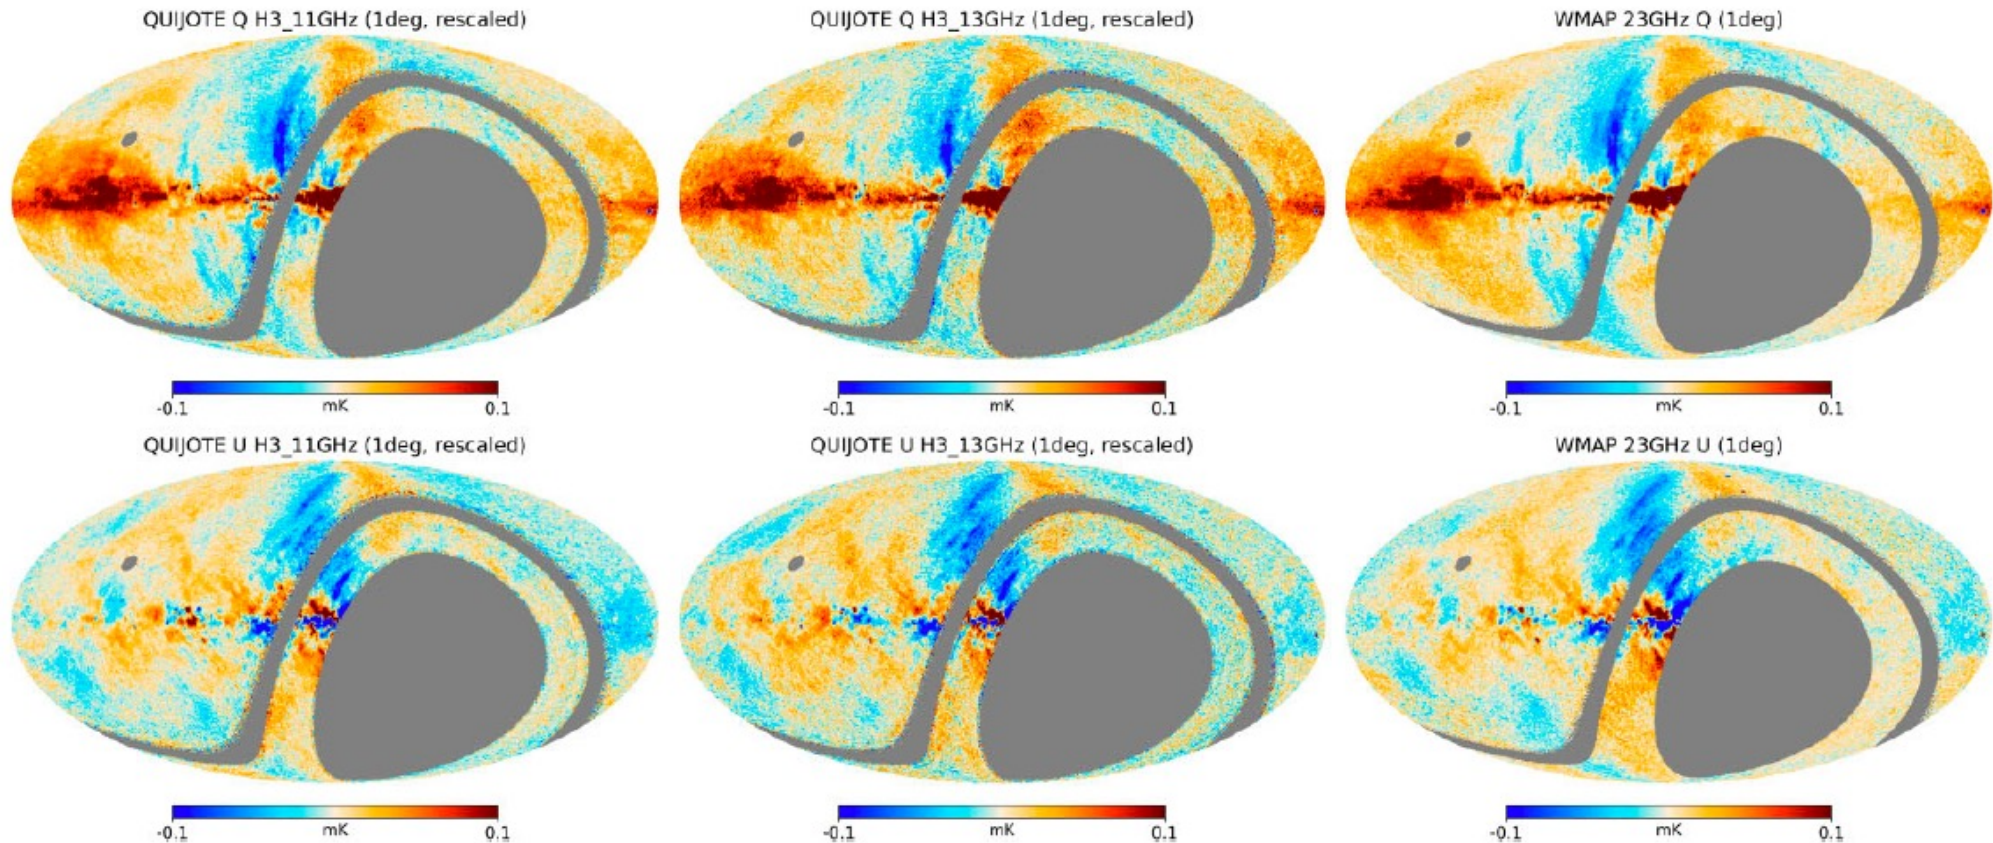 QUIJOTE Q H3_11GHz (1deg, rescaled)
QUIJOTE Q H3_13GHz (1deg, rescaled)
WMAP 23GHz Q (1deg)
-0.1 mK 0.1
-0.1 mK 0.1
-0.1 mK 0.1
QUIJOTE U H3_11GHz (1deg, rescaled)
QUIJOTE U H3_13GHz (1deg, rescaled)
WMAP 23GHz U (1deg)
-0.1 mK 0.1
-0.1 mK 0.1
-0.1 mK 0.1